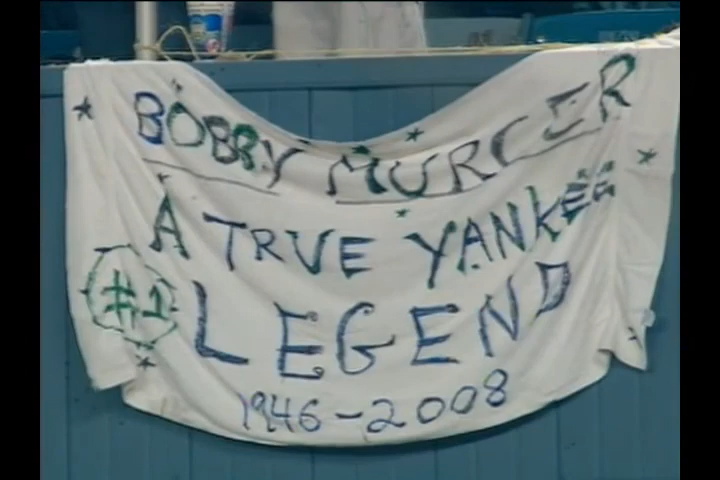 BOBBY MURCER
A TRUE YANKEE
#1
LEGEND
1946-2008